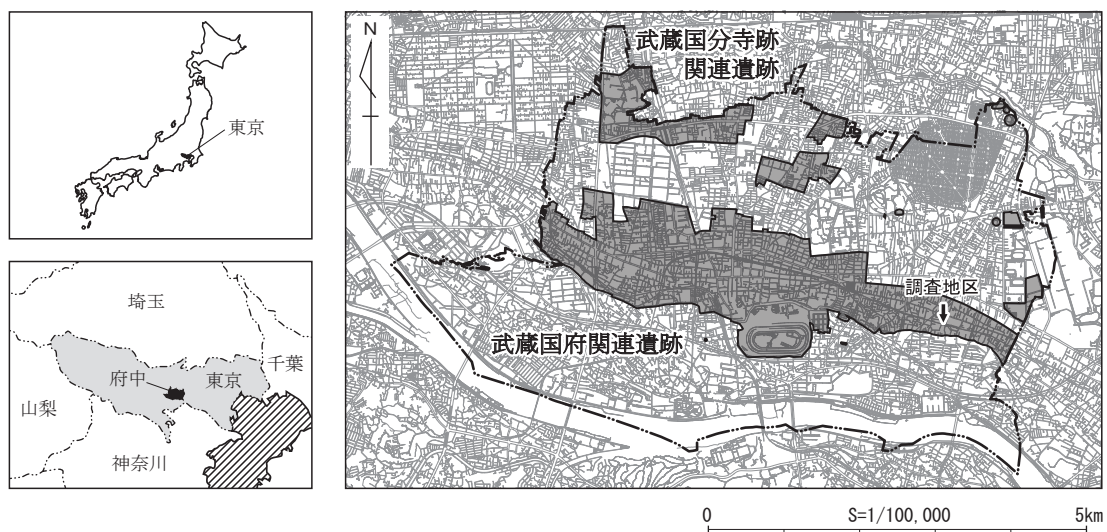 東京
埼玉
千葉
府中
東京
山梨
神奈川
N
武蔵国分寺跡
関連遺跡
調査地区
武蔵国府関連遺跡
0 S=1/100,000 5km